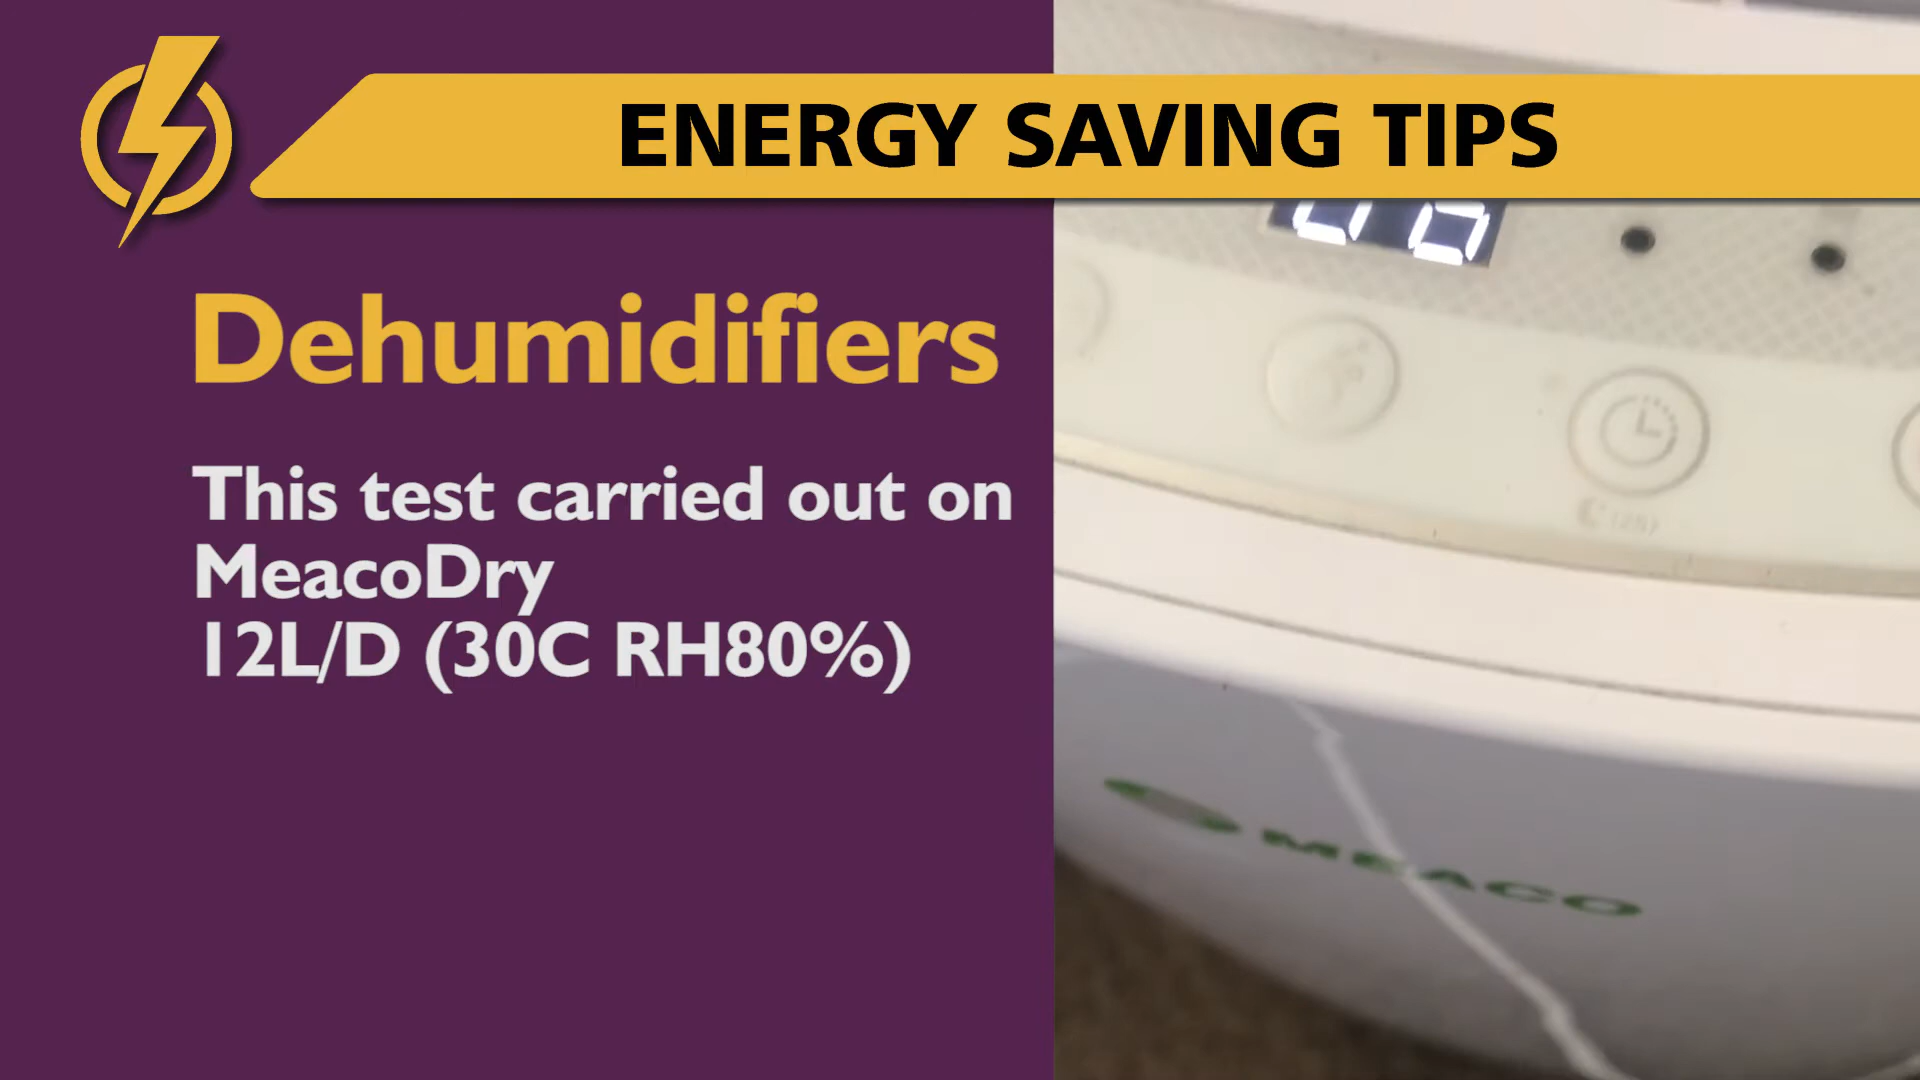 ENERGY SAVING TIPS
Dehumidifiers
This test carried out on
MeacoDry
12L/D (30C RH80%)
MEACO